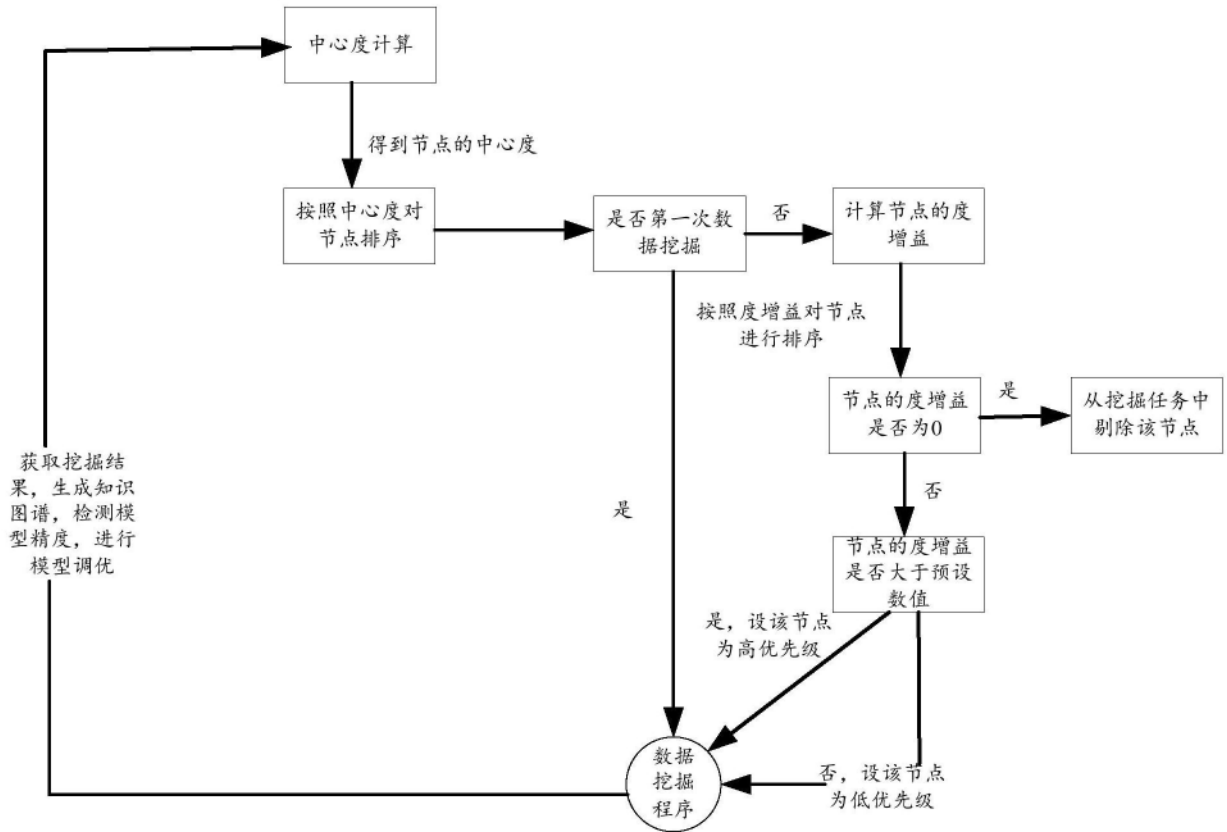 中心度计算
得到节点的中心度
按照中心度对
节点排序
是否第一次数
据挖掘
否
计算节点的度
增益
按照度增益对节点
进行排序
节点的度增益
是否为0
是
从挖掘任务中
剔除该节点
否
节点的度增益
是否大于预设
数值
是
是，设该节点
为高优先级
否，设该节点
为低优先级
数据
挖掘
程序
获取挖掘结
果，生成知识
图谱，检测模
型精度，进行
模型调优